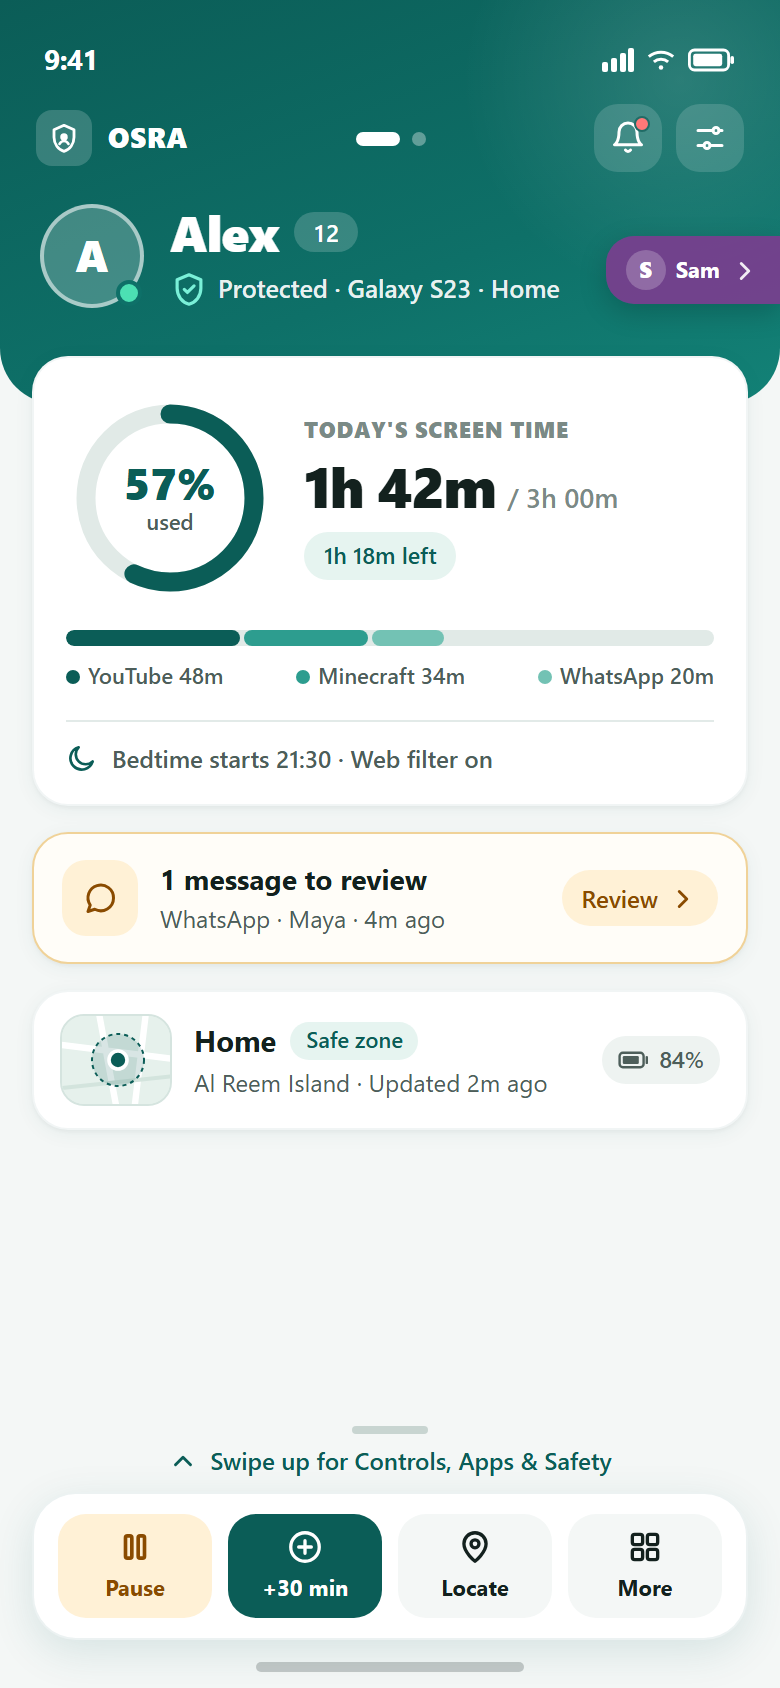 9:41
OSRA
A
Alex 12
Protected · Galaxy S23 · Home
S Sam
57%
used
TODAY'S SCREEN TIME
1h 42m / 3h 00m
1h 18m left
YouTube 48m
Minecraft 34m
WhatsApp 20m
Bedtime starts 21:30 · Web filter on
1 message to review
WhatsApp · Maya · 4m ago
Review
Home Safe zone
Al Reem Island · Updated 2m ago
84%
Swipe up for Controls, Apps & Safety
Pause
+30 min
Locate
More